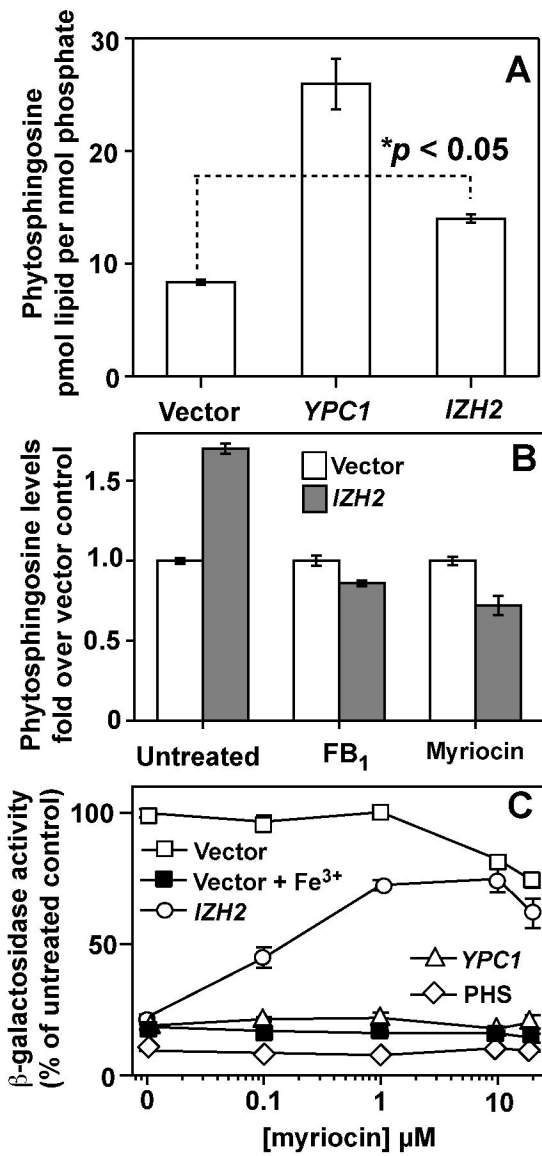 A
Phytosphingosine
pmol lipid per nmol phosphate
30
20
10
0
*p < 0.05
Vector
YPC1
IZH2
B
Phytosphingosine levels
fold over vector control
1.5
1.0
0.5
0
Vector
IZH2
Untreated
FB1
Myriocin
C
β-galactosidase activity
(% of untreated control)
100
50
0
Vector
Vector + Fe3+
IZH2
YPC1
PHS
0
0.1
1
10
[myriocin] µM